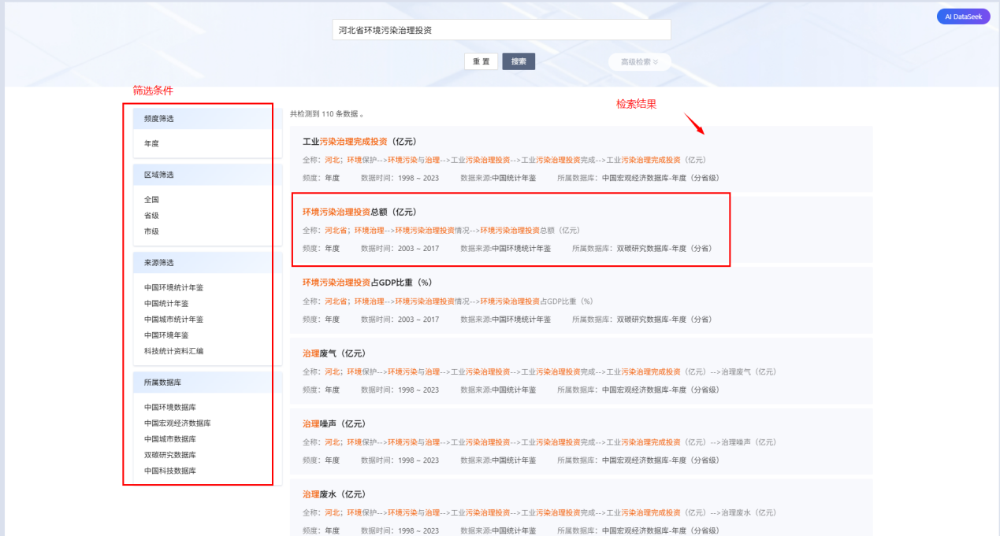 AI DataSeek
河北省环境污染治理投资
重 置
搜索
高级检索
筛选条件
检索结果
频度筛选
年度
区域筛选
全国
省级
市级
来源筛选
中国环境统计年鉴
中国统计年鉴
中国城市统计年鉴
中国环境年鉴
科技统计资料汇编
所属数据库
中国环境数据库
中国宏观经济数据库
中国城市数据库
双碳研究数据库
中国科技数据库
共检测到 110 条数据 。
工业污染治理完成投资（亿元）
全称：河北；环境保护-->环境污染与治理-->工业污染治理投资-->工业污染治理投资完成-->工业污染治理完成投资（亿元）
频度：年度 数据时间：1998 ~ 2023 数据来源:中国统计年鉴 所属数据库：中国宏观经济数据库-年度（分省级）
环境污染治理投资总额（亿元）
全称：河北省；环境治理-->环境污染治理投资情况-->环境污染治理投资总额（亿元）
频度：年度 数据时间：2003 ~ 2017 数据来源:中国环境统计年鉴 所属数据库：双碳研究数据库-年度（分省）
环境污染治理投资占GDP比重（%）
全称：河北省；环境治理-->环境污染治理投资情况-->环境污染治理投资占GDP比重（%）
频度：年度 数据时间：2003 ~ 2017 数据来源:中国环境统计年鉴 所属数据库：双碳研究数据库-年度（分省）
治理废气（亿元）
全称：河北；环境保护-->环境污染与治理-->工业污染治理投资-->工业污染治理投资完成-->工业污染治理完成投资（亿元）-->治理废气（亿元）
频度：年度 数据时间：1998 ~ 2023 数据来源:中国统计年鉴 所属数据库：中国宏观经济数据库-年度（分省级）
治理噪声（亿元）
全称：河北；环境保护-->环境污染与治理-->工业污染治理投资-->工业污染治理投资完成-->工业污染治理完成投资（亿元）-->治理噪声（亿元）
频度：年度 数据时间：1998 ~ 2023 数据来源:中国统计年鉴 所属数据库：中国宏观经济数据库-年度（分省级）
治理废水（亿元）
全称：河北；环境保护-->环境污染与治理-->工业污染治理投资-->工业污染治理投资完成-->工业污染治理完成投资（亿元）-->治理废水（亿元）
频度：年度 数据时间：1998 ~ 2023 数据来源:中国统计年鉴 所属数据库：中国宏观经济数据库-年度（分省级）